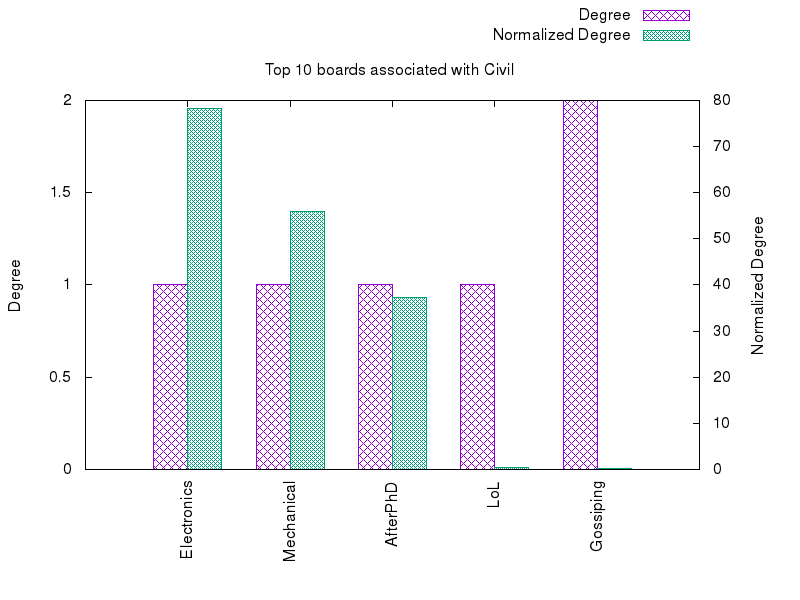 Degree
Normalized Degree
Top 10 boards associated with Civil
2
1.5
1
0.5
0
80
70
60
50
40
30
20
10
0
Degree
Normalized Degree
Electronics
Mechanical
AfterPhD
LoL
Gossiping